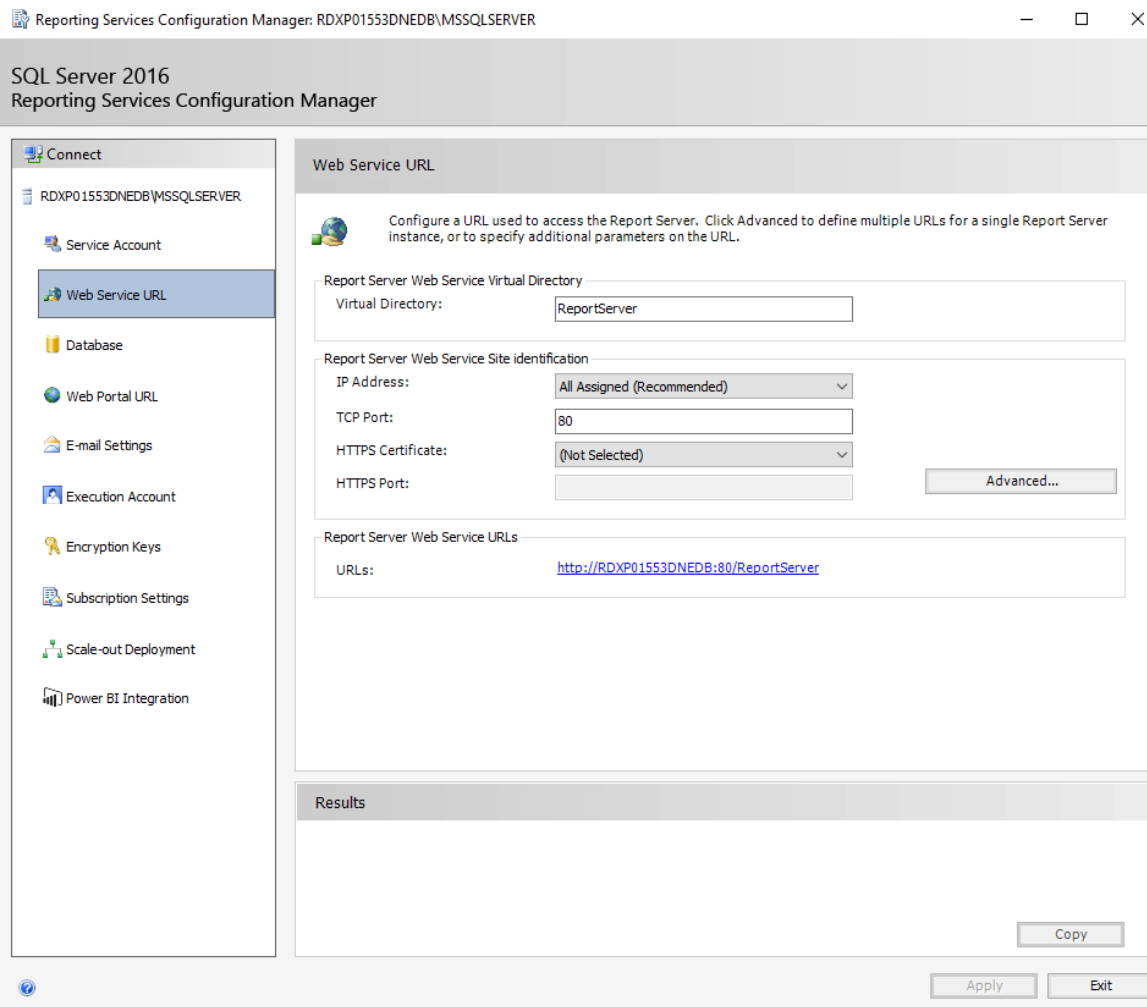 Reporting Services Configuration Manager: RDXP01553DNEDB\MSSQLSERVER
SQL Server 2016
Reporting Services Configuration Manager
Connect
RDXP01553DNEDB\MSSQLSERVER
Service Account
Web Service URL
Database
Web Portal URL
E-mail Settings
Execution Account
Encryption Keys
Subscription Settings
Scale-out Deployment
Power BI Integration
Web Service URL
Configure a URL used to access the Report Server. Click Advanced to define multiple URLs for a single Report Server
instance, or to specify additional parameters on the URL.
Report Server Web Service Virtual Directory
Virtual Directory: ReportServer
Report Server Web Service Site identification
IP Address: All Assigned (Recommended)
TCP Port: 80
HTTPS Certificate: (Not Selected)
HTTPS Port:
Advanced...
Report Server Web Service URLs
URLs: http://RDXP01553DNEDB:80/ReportServer
Results
Copy
Apply Exit